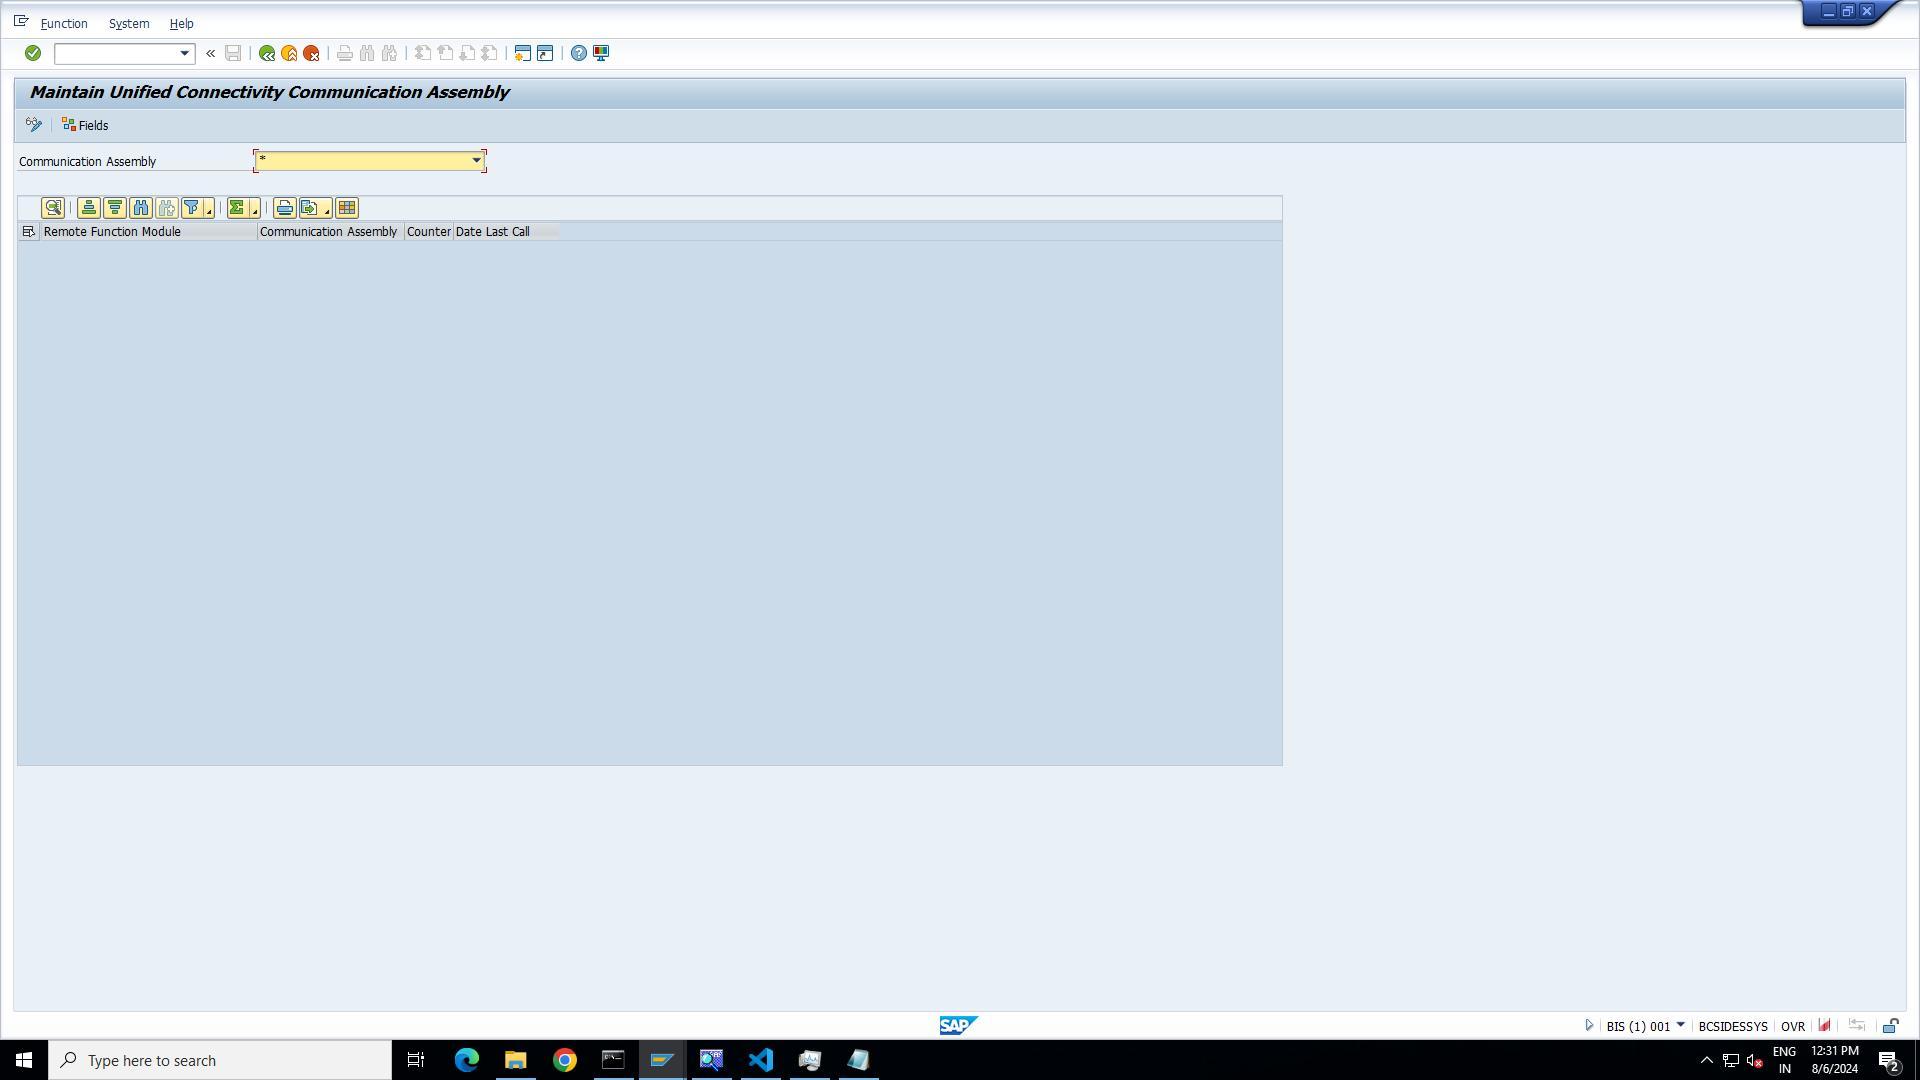 Function System Help
Maintain Unified Connectivity Communication Assembly
Fields
Communication Assembly *
Remote Function Module Communication Assembly Counter Date Last Call
SAP
BIS (1) 001 BCSIDESSYS OVR
Type here to search
ENG
IN
12:31 PM
8/6/2024
2